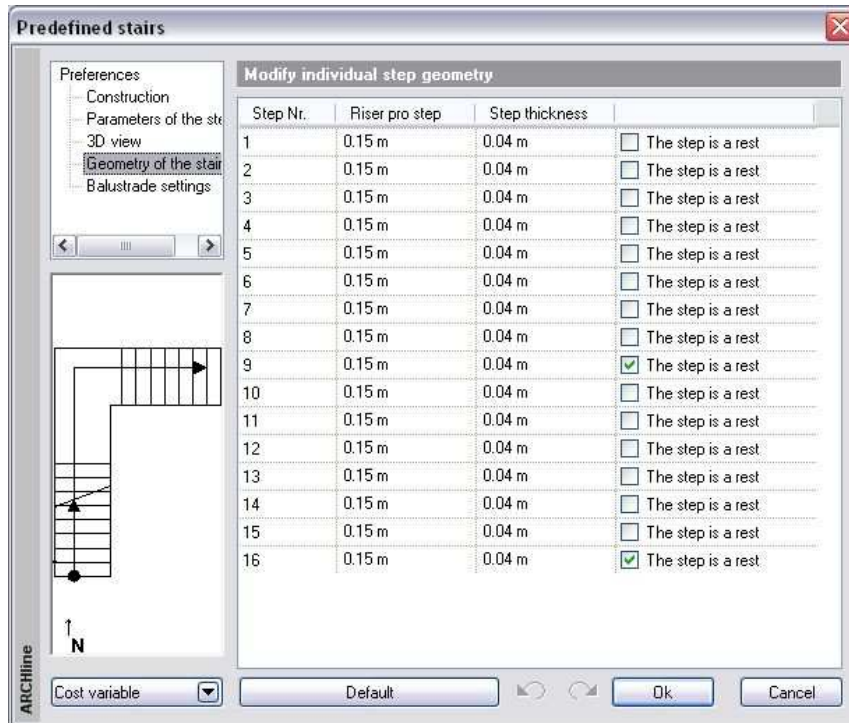 Predefined stairs
Preferences
Construction
Parameters of the ste
3D view
Geometry of the stair
Balustrade settings
Modify individual step geometry
Step Nr. Riser pro step Step thickness
1 0.15 m 0.04 m The step is a rest
2 0.15 m 0.04 m The step is a rest
3 0.15 m 0.04 m The step is a rest
4 0.15 m 0.04 m The step is a rest
5 0.15 m 0.04 m The step is a rest
6 0.15 m 0.04 m The step is a rest
7 0.15 m 0.04 m The step is a rest
8 0.15 m 0.04 m The step is a rest
9 0.15 m 0.04 m The step is a rest
10 0.15 m 0.04 m The step is a rest
11 0.15 m 0.04 m The step is a rest
12 0.15 m 0.04 m The step is a rest
13 0.15 m 0.04 m The step is a rest
14 0.15 m 0.04 m The step is a rest
15 0.15 m 0.04 m The step is a rest
16 0.15 m 0.04 m The step is a rest
N
ARCHline
Cost variable Default Ok Cancel